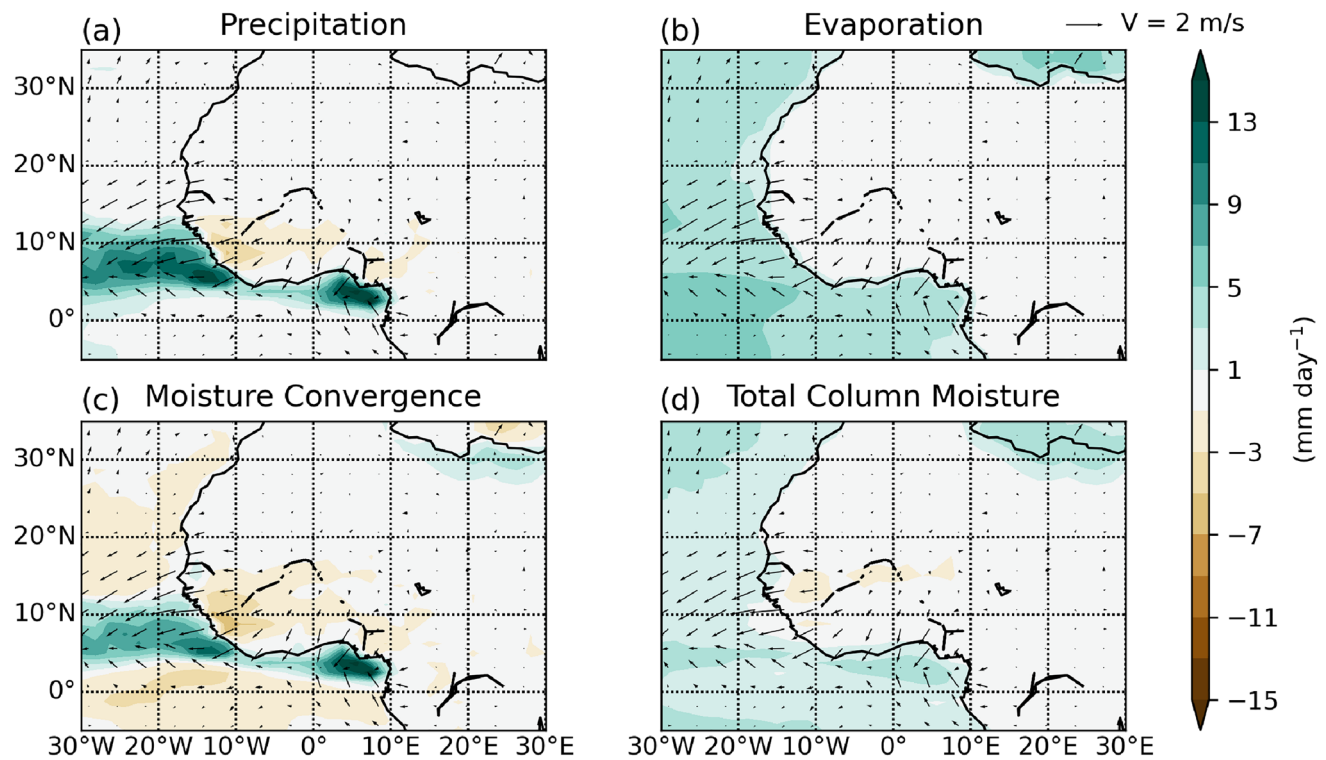 (a) Precipitation
(b) Evaporation
V = 2 m/s
30°N
20°N
10°N
0°
13
9
5
1
−3
−7
−11
−15
(mm day⁻¹)
(c) Moisture Convergence
(d) Total Column Moisture
30°N
20°N
10°N
0°
30°W 20°W 10°W 0° 10°E 20°E 30°E
30°W 20°W 10°W 0° 10°E 20°E 30°E